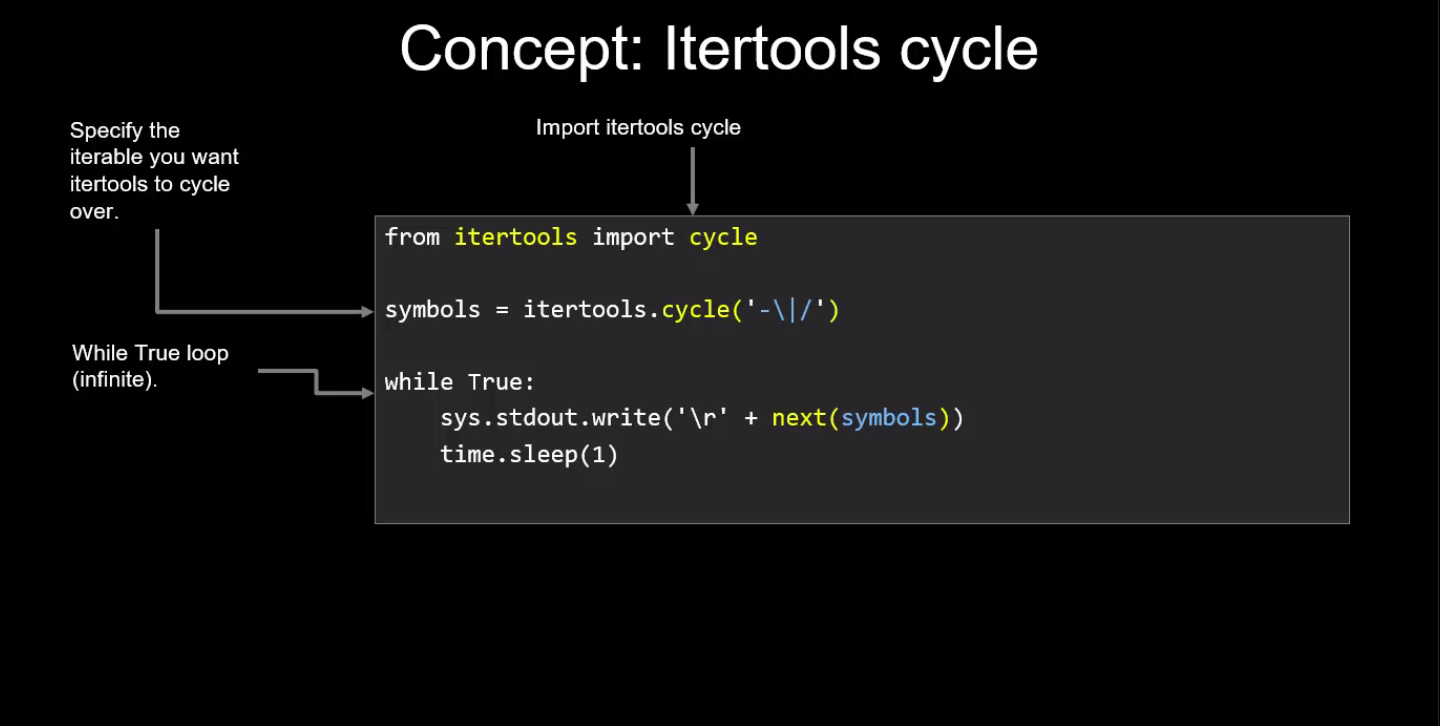 Concept: Itertools cycle
Specify the
iterable you want
itertools to cycle
over.
Import itertools cycle
from itertools import cycle
symbols = itertools.cycle('-\|/')
While True loop
(infinite).
while True:
    sys.stdout.write('\r' + next(symbols))
    time.sleep(1)